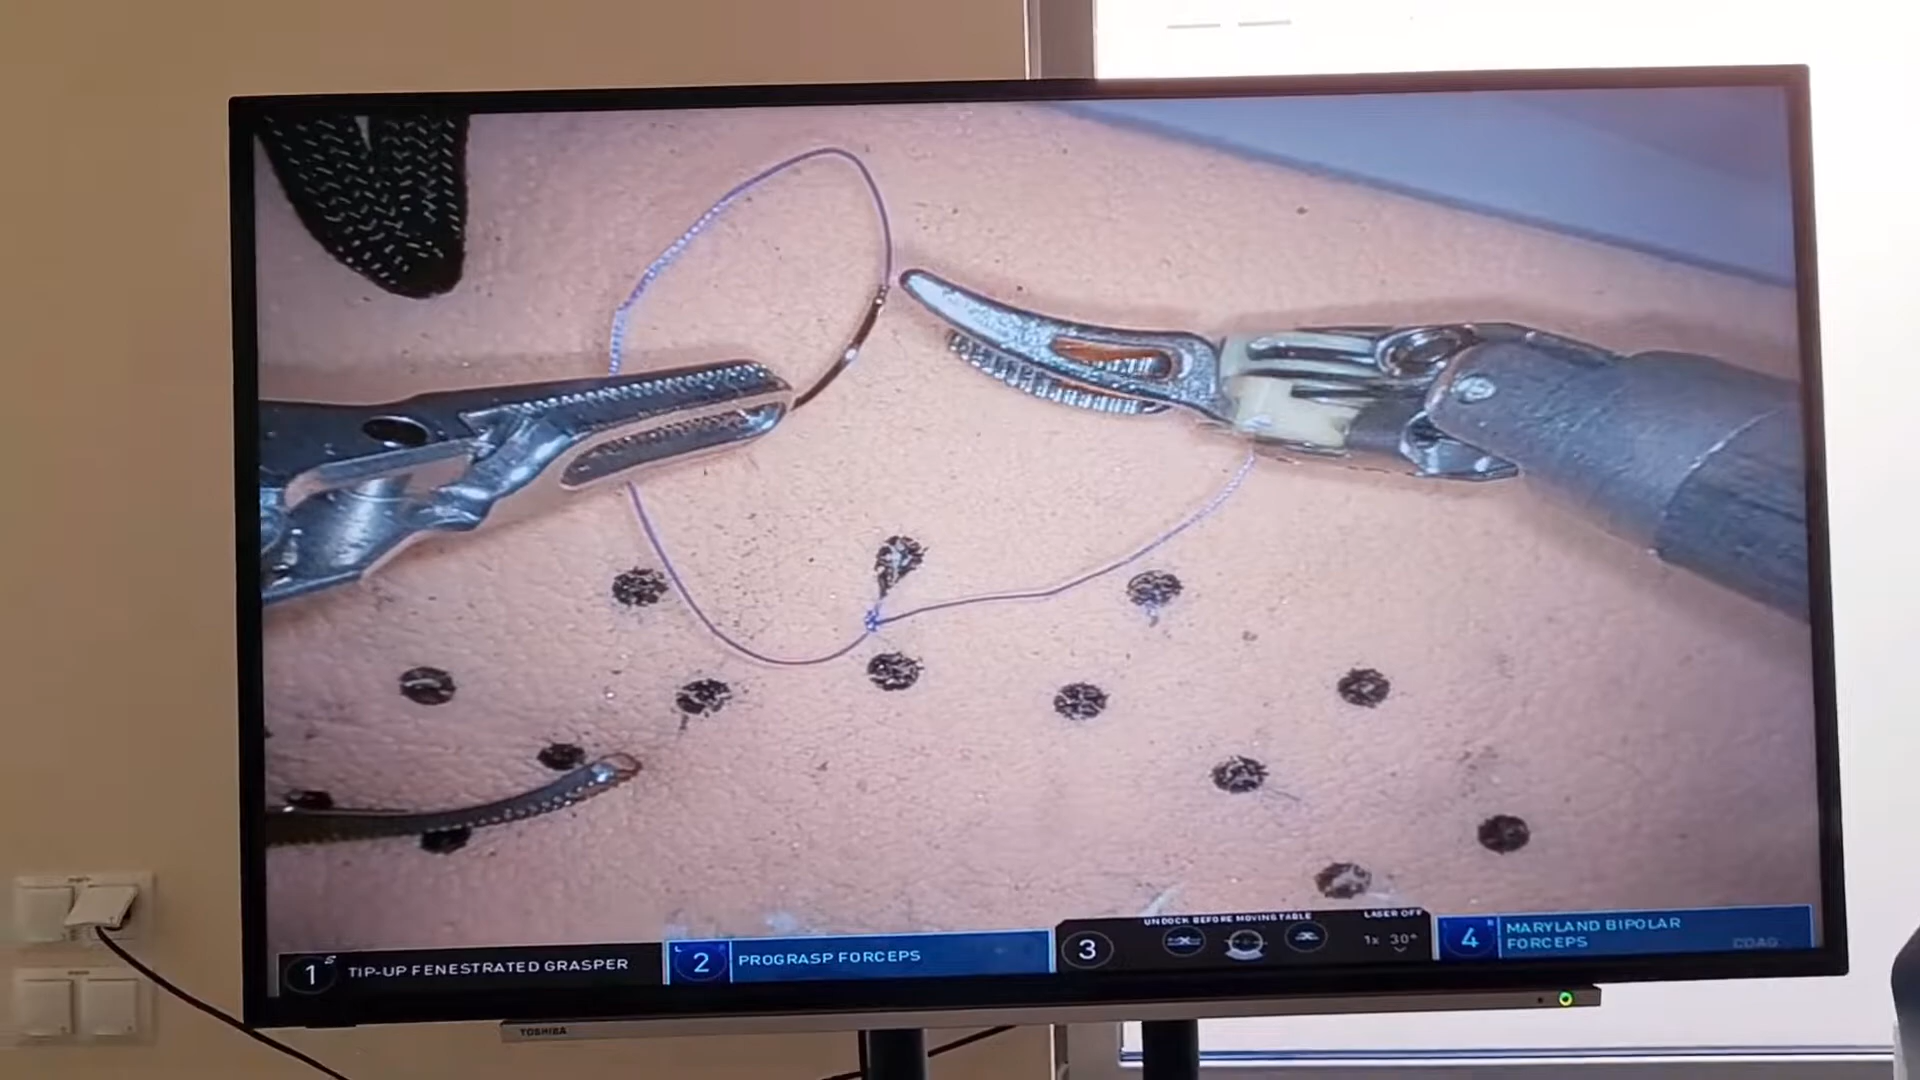 UNDOCK BEFORE MOVING TABLE
LASER OFF
1 S TIP-UP FENESTRATED GRASPER
L 2 R PROGRASP FORCEPS
3
1x 30°
4 R MARYLAND BIPOLAR
FORCEPS
COAG
TOSHIBA